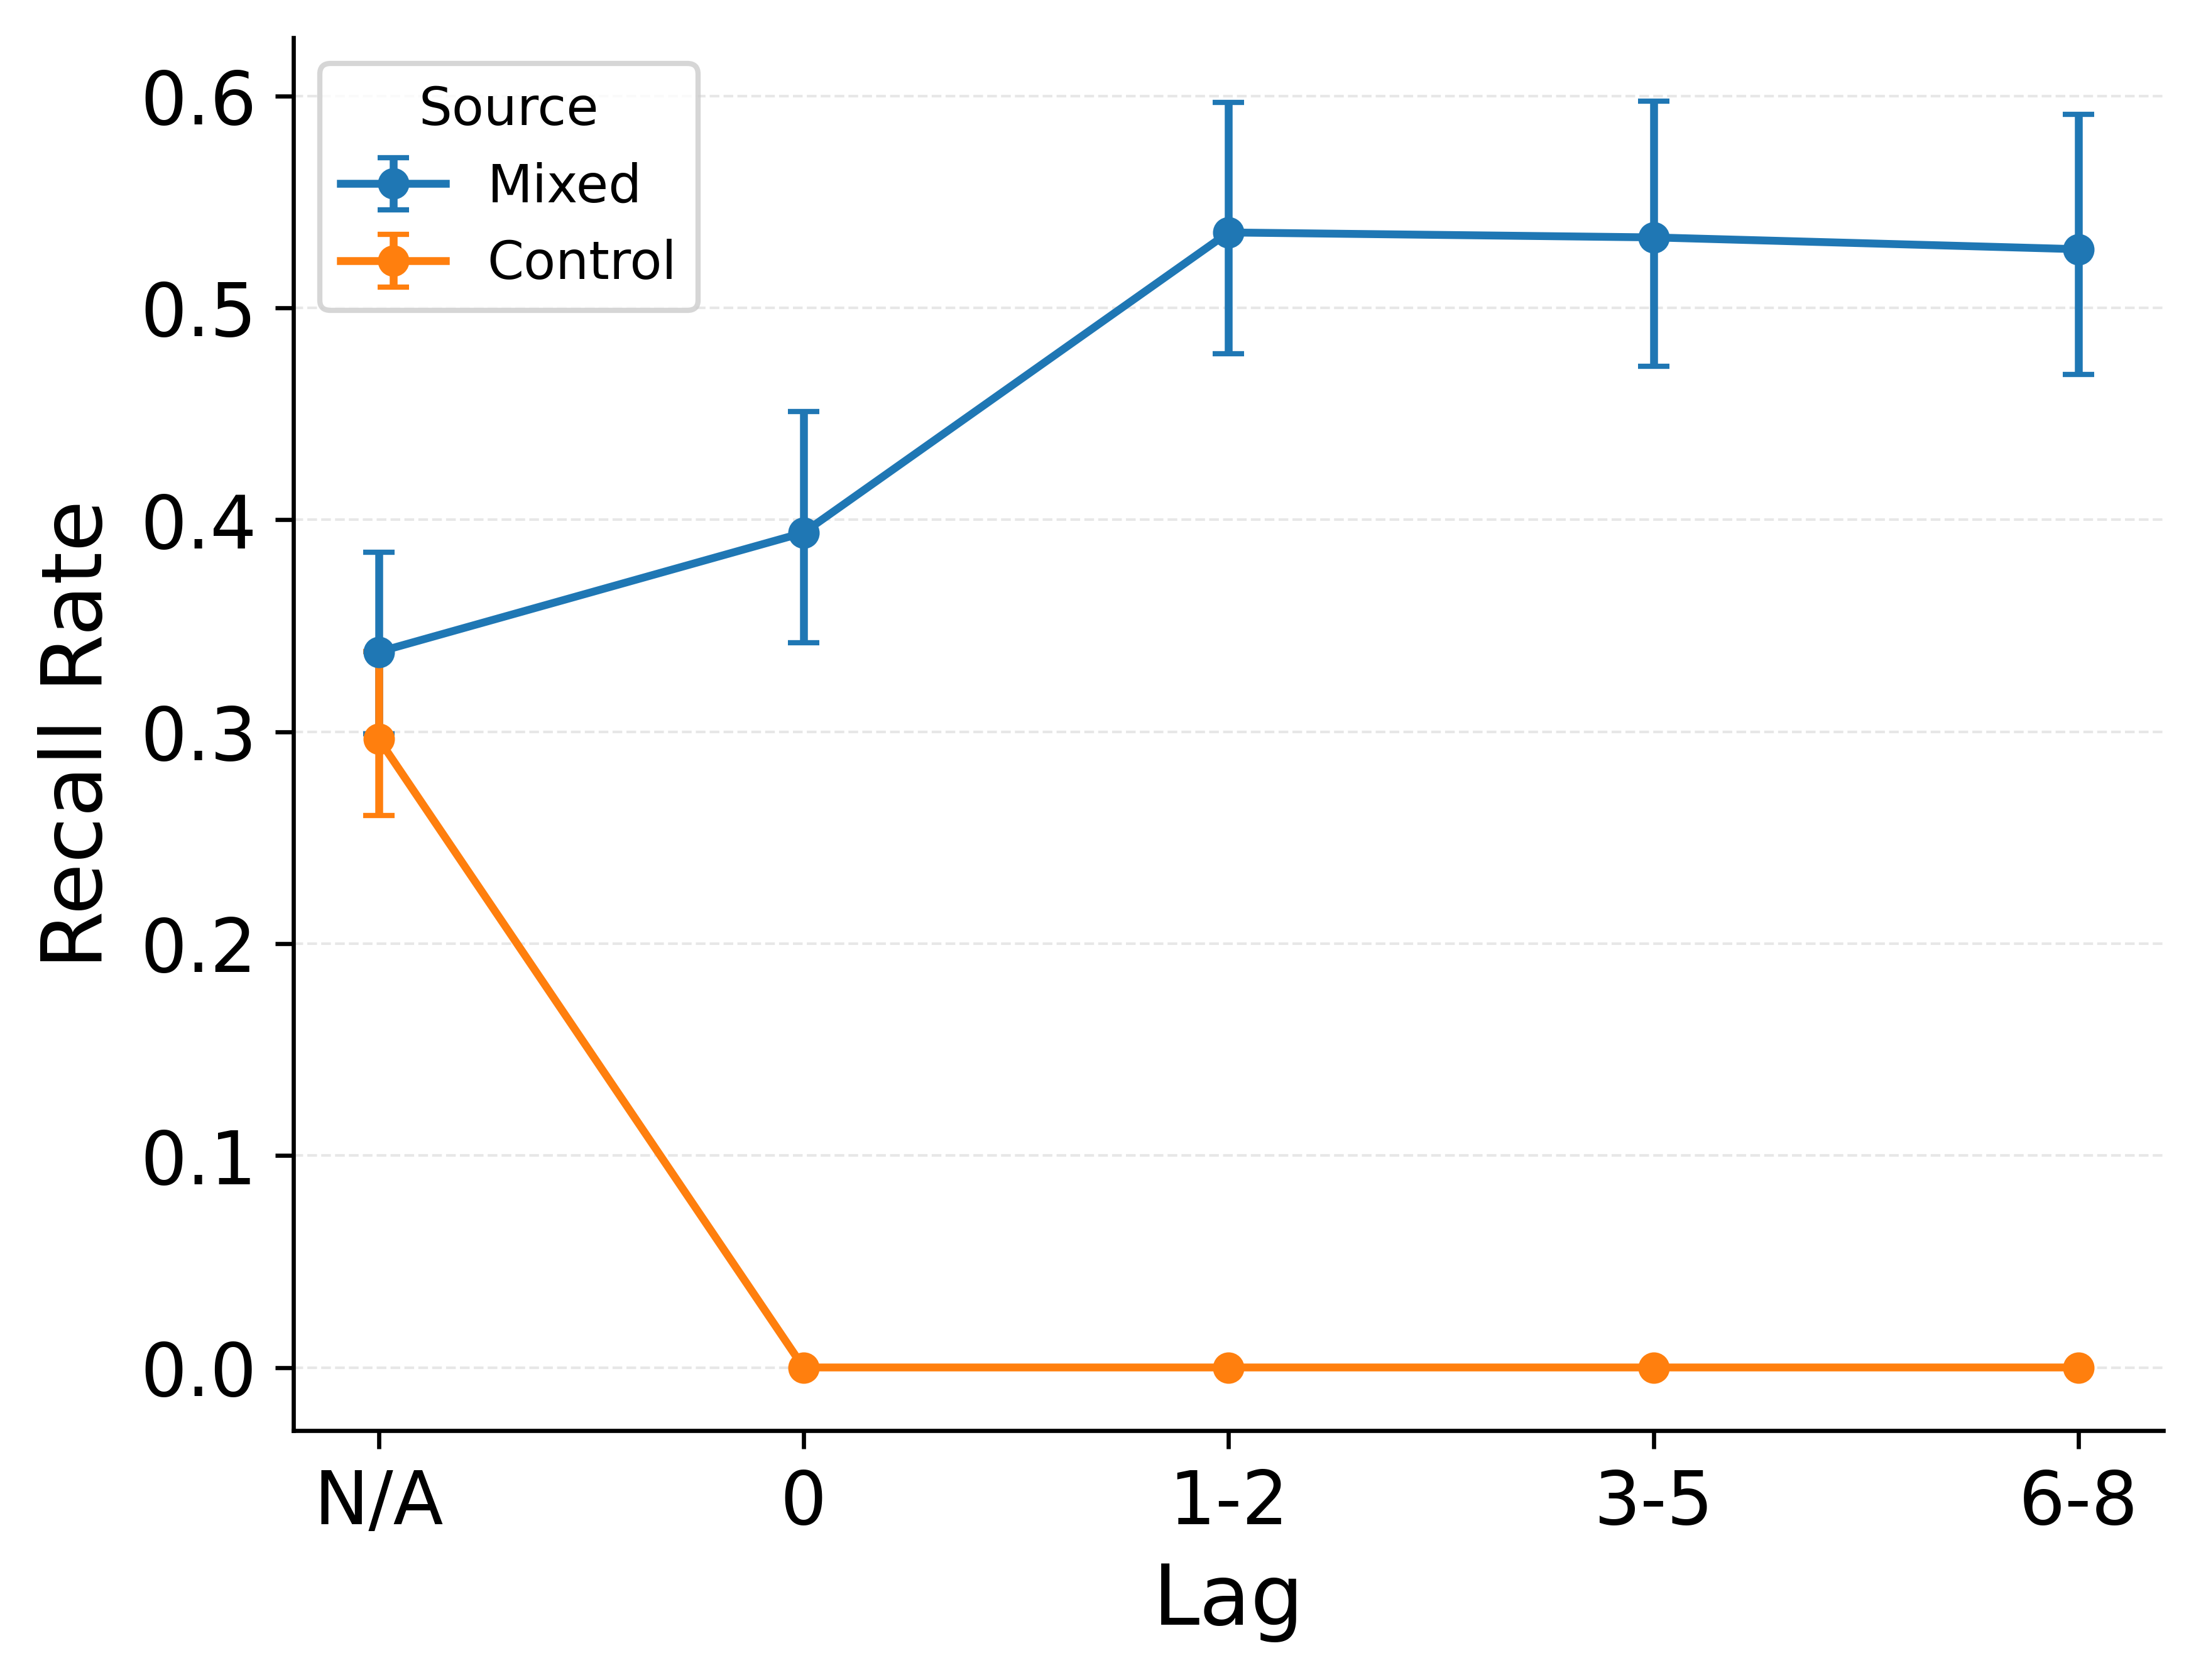 Source
Mixed
Control
0.6
0.5
0.4
0.3
0.2
0.1
0.0
Recall Rate
N/A 0 1-2 3-5 6-8
Lag